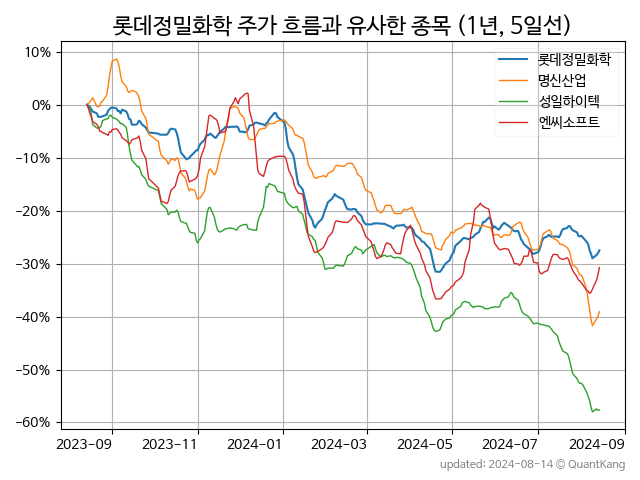 롯데정밀화학 주가 흐름과 유사한 종목 (1년, 5일선)
10%
0%
-10%
-20%
-30%
-40%
-50%
-60%
롯데정밀화학
명신산업
성일하이텍
엔씨소프트
2023-09 2023-11 2024-01 2024-03 2024-05 2024-07 2024-09
updated: 2024-08-14 © QuantKang